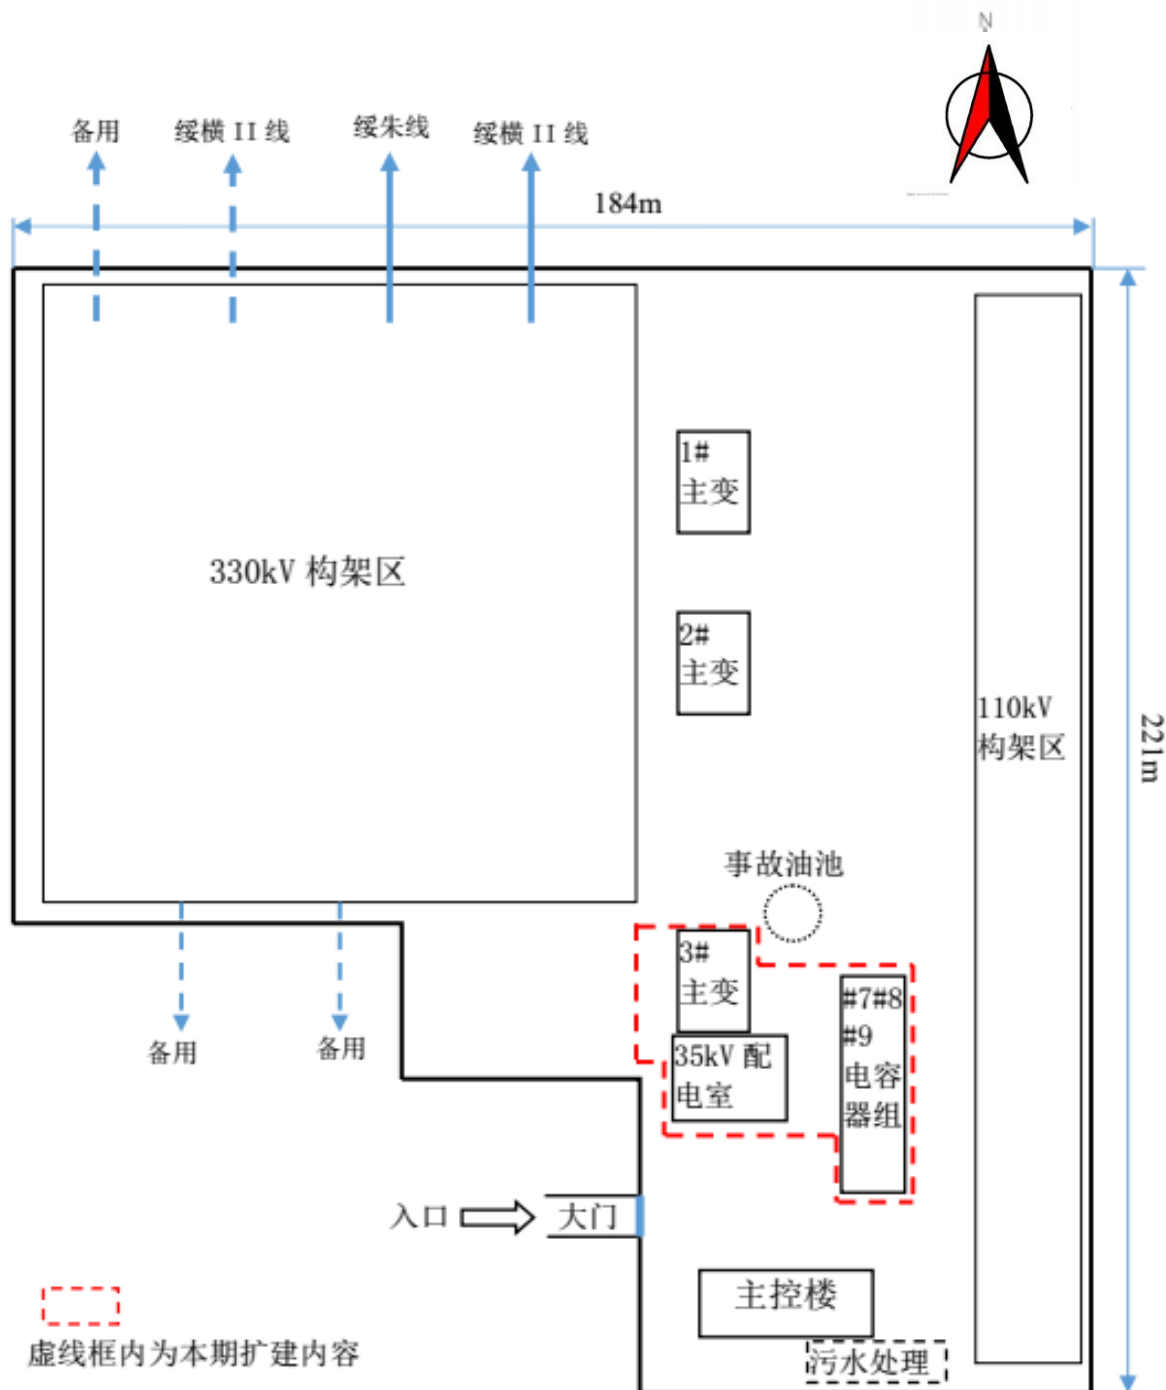 N
备用
绥横 II 线
绥朱线
绥横 II 线
184m
1#
主变
330kV 构架区
2#
主变
110kV
构架区
221m
事故油池
3#
主变
#7#8
#9
电容
器组
35kV 配
电室
备用
备用
入口
大门
主控楼
污水处理
虚线框内为本期扩建内容